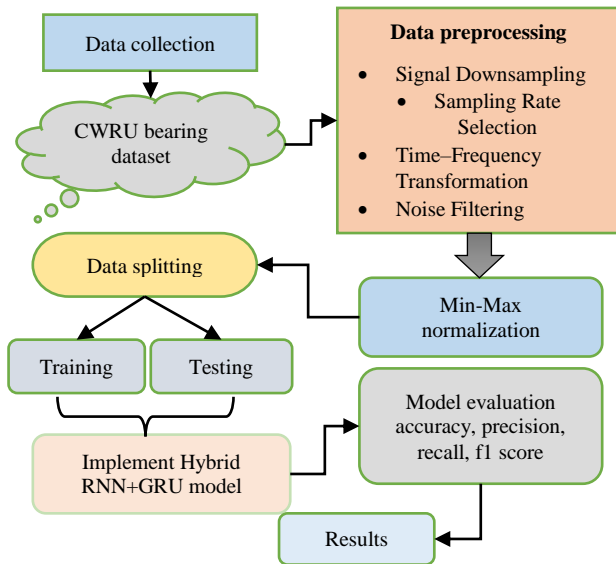 Data collection
CWRU bearing
dataset
Data preprocessing
• Signal Downsampling
• Sampling Rate
Selection
• Time–Frequency
Transformation
• Noise Filtering
Min-Max
normalization
Data splitting
Training
Testing
Implement Hybrid
RNN+GRU model
Model evaluation
accuracy, precision,
recall, f1 score
Results